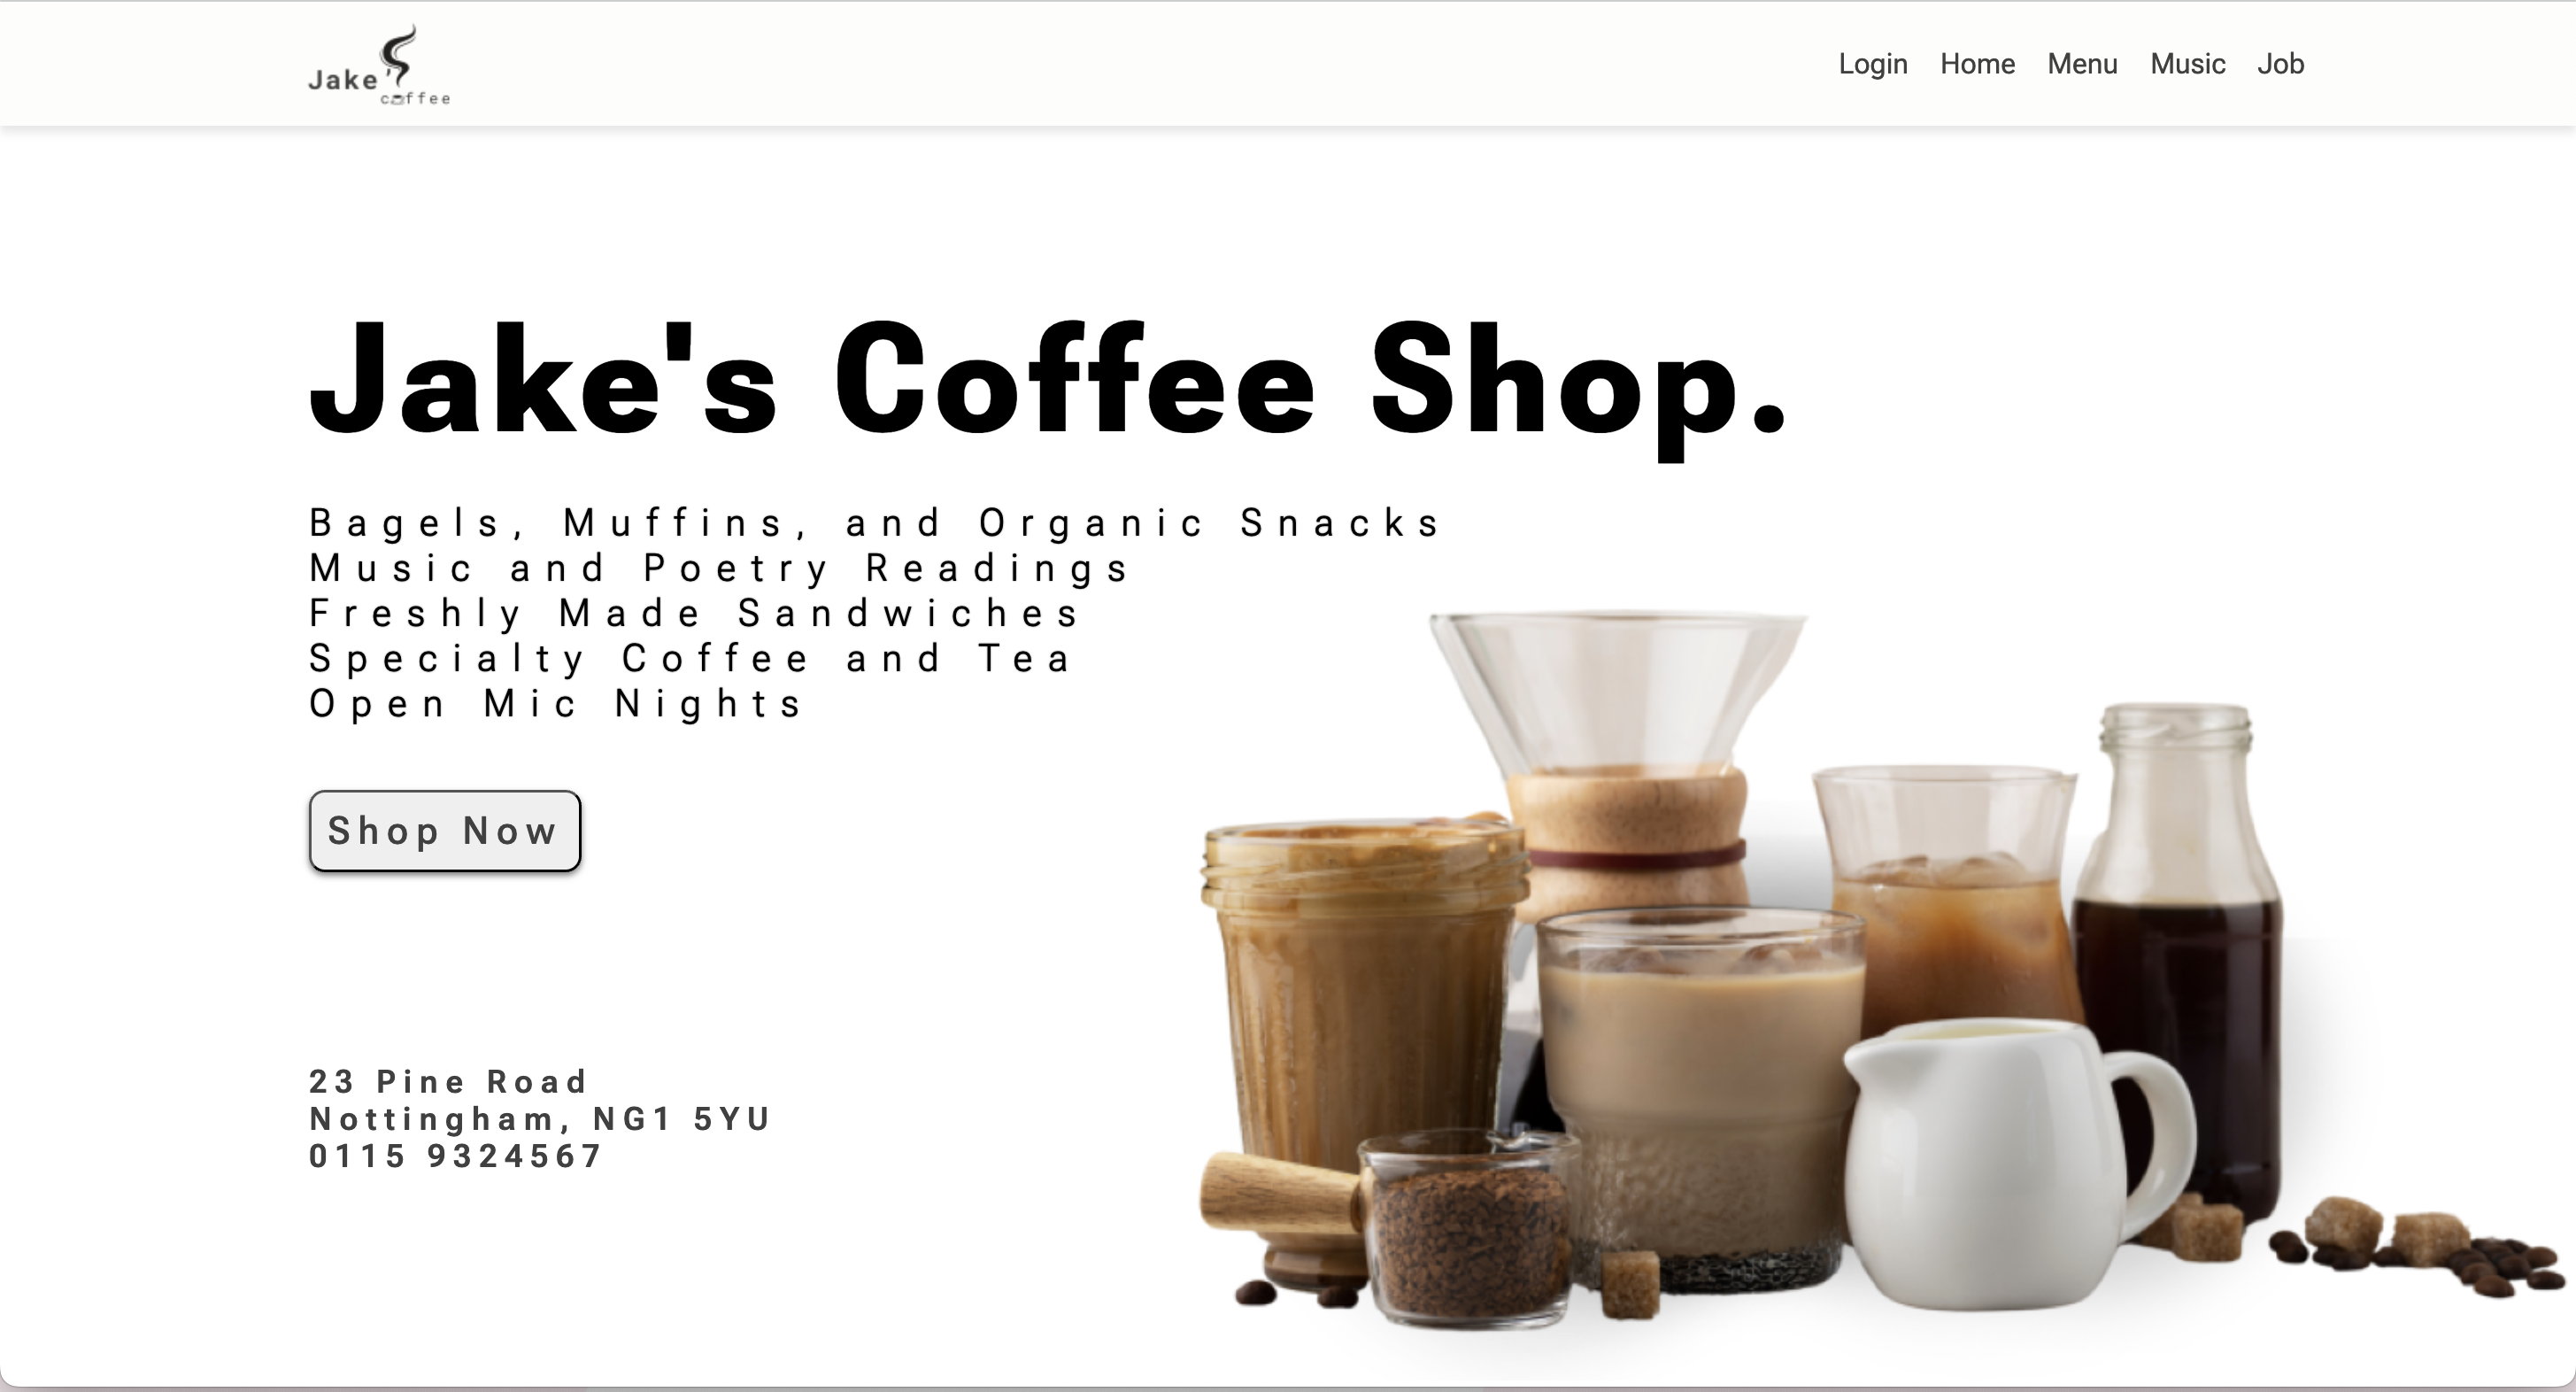 Jake's
coffee
Login Home Menu Music Job
Jake's Coffee Shop.
Bagels, Muffins, and Organic Snacks
Music and Poetry Readings
Freshly Made Sandwiches
Specialty Coffee and Tea
Open Mic Nights
Shop Now
23 Pine Road
Nottingham, NG1 5YU
0115 9324567